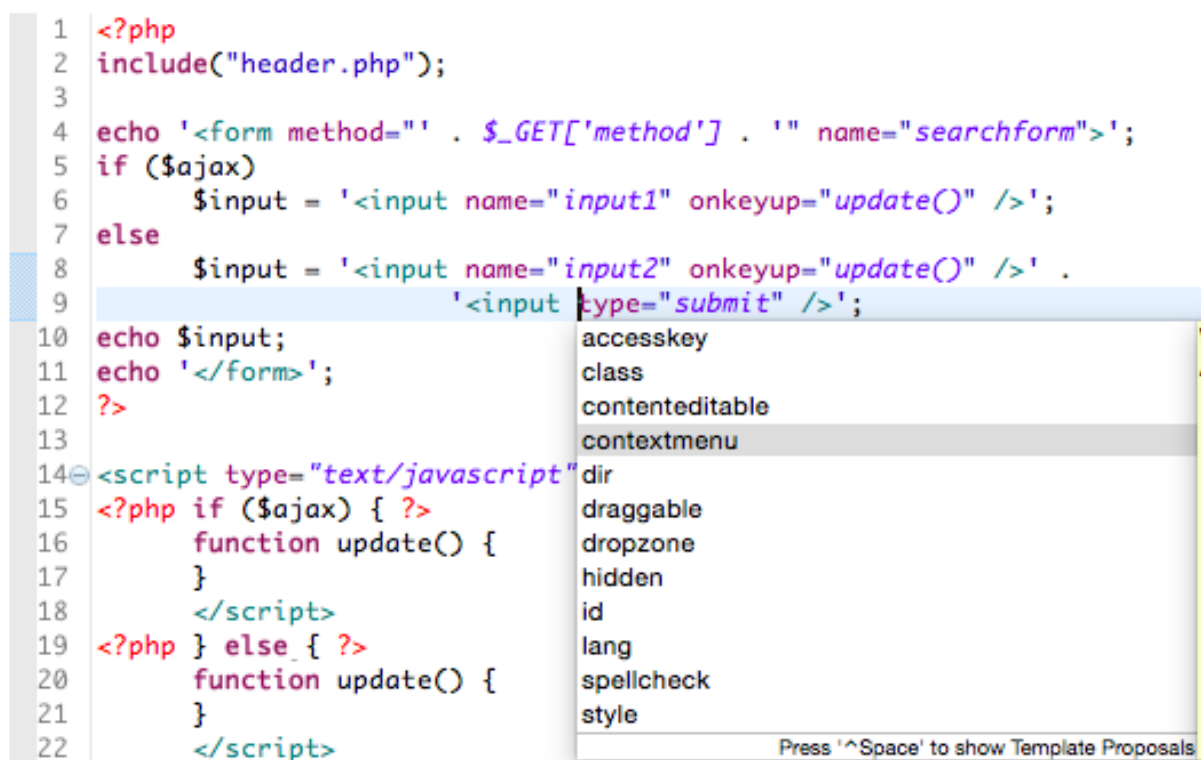 1 <?php
2 include("header.php");
3
4 echo '<form method="' . $_GET['method'] . '" name="searchform">';
5 if ($ajax)
6 $input = '<input name="input1" onkeyup="update()" />';
7 else
8 $input = '<input name="input2" onkeyup="update()" />' .
9 '<input type="submit" />';
10 echo $input;
11 echo '</form>';
12 ?>
13
14 <script type="text/javascript"
15 <?php if ($ajax) { ?>
16 function update() {
17 }
18 </script>
19 <?php } else { ?>
20 function update() {
21 }
22 </script>
accesskey
class
contenteditable
contextmenu
dir
draggable
dropzone
hidden
id
lang
spellcheck
style
Press '^Space' to show Template Proposals